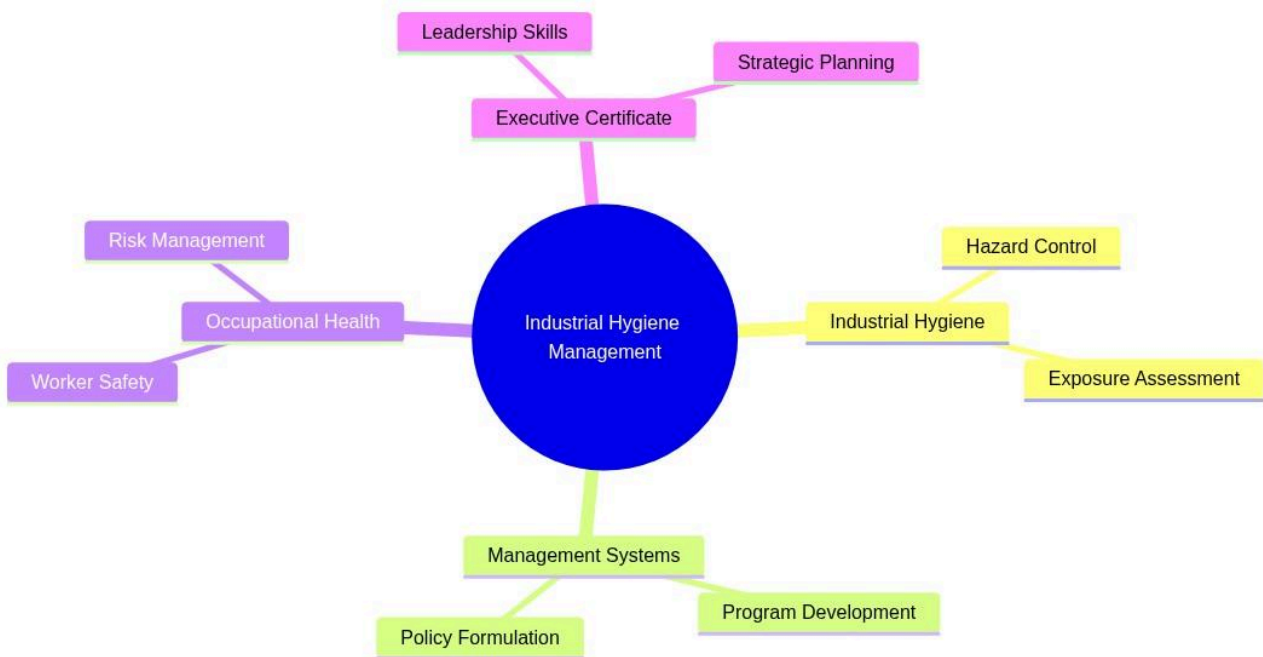 Leadership Skills
Strategic Planning
Executive Certificate
Risk Management
Hazard Control
Occupational Health
Industrial Hygiene
Management
Industrial Hygiene
Worker Safety
Exposure Assessment
Management Systems
Program Development
Policy Formulation